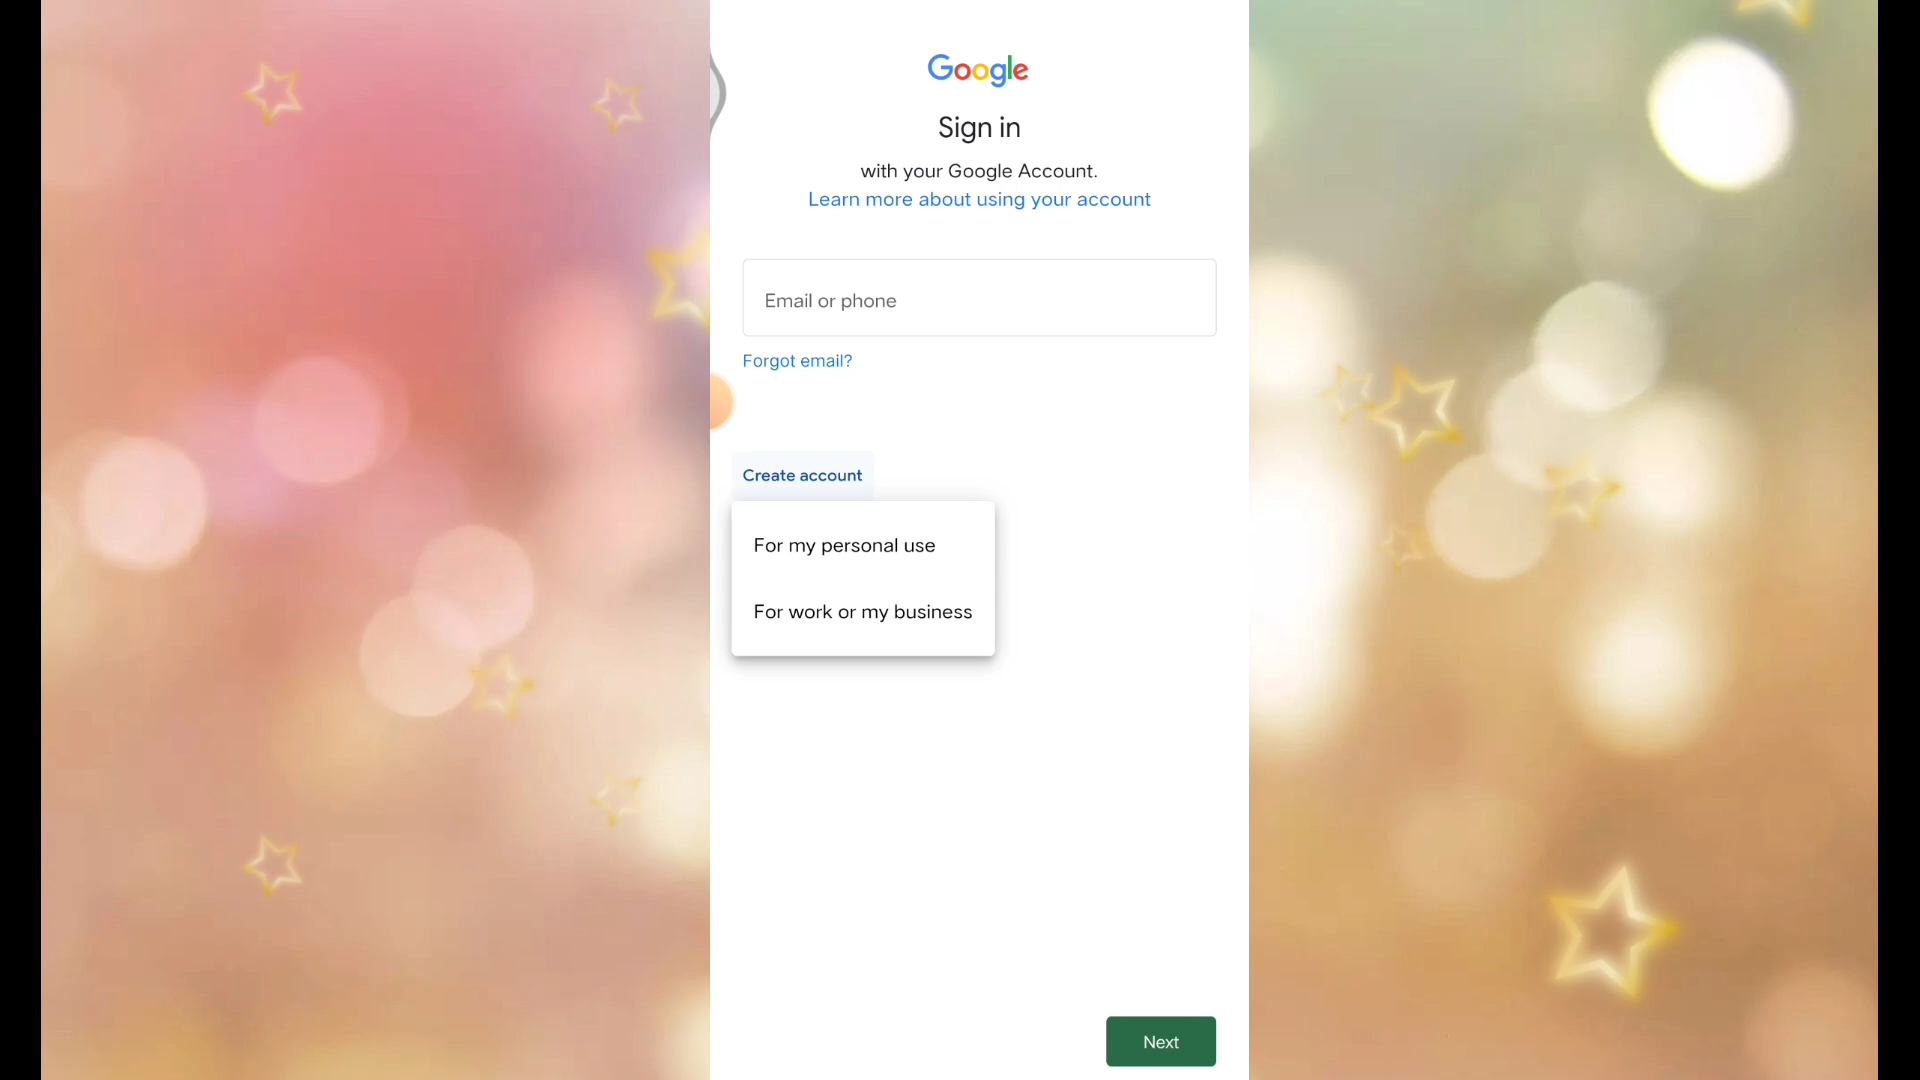 Google
Sign in
with your Google Account.
Learn more about using your account
Email or phone
Forgot email?
Create account
For my personal use
For work or my business
Next